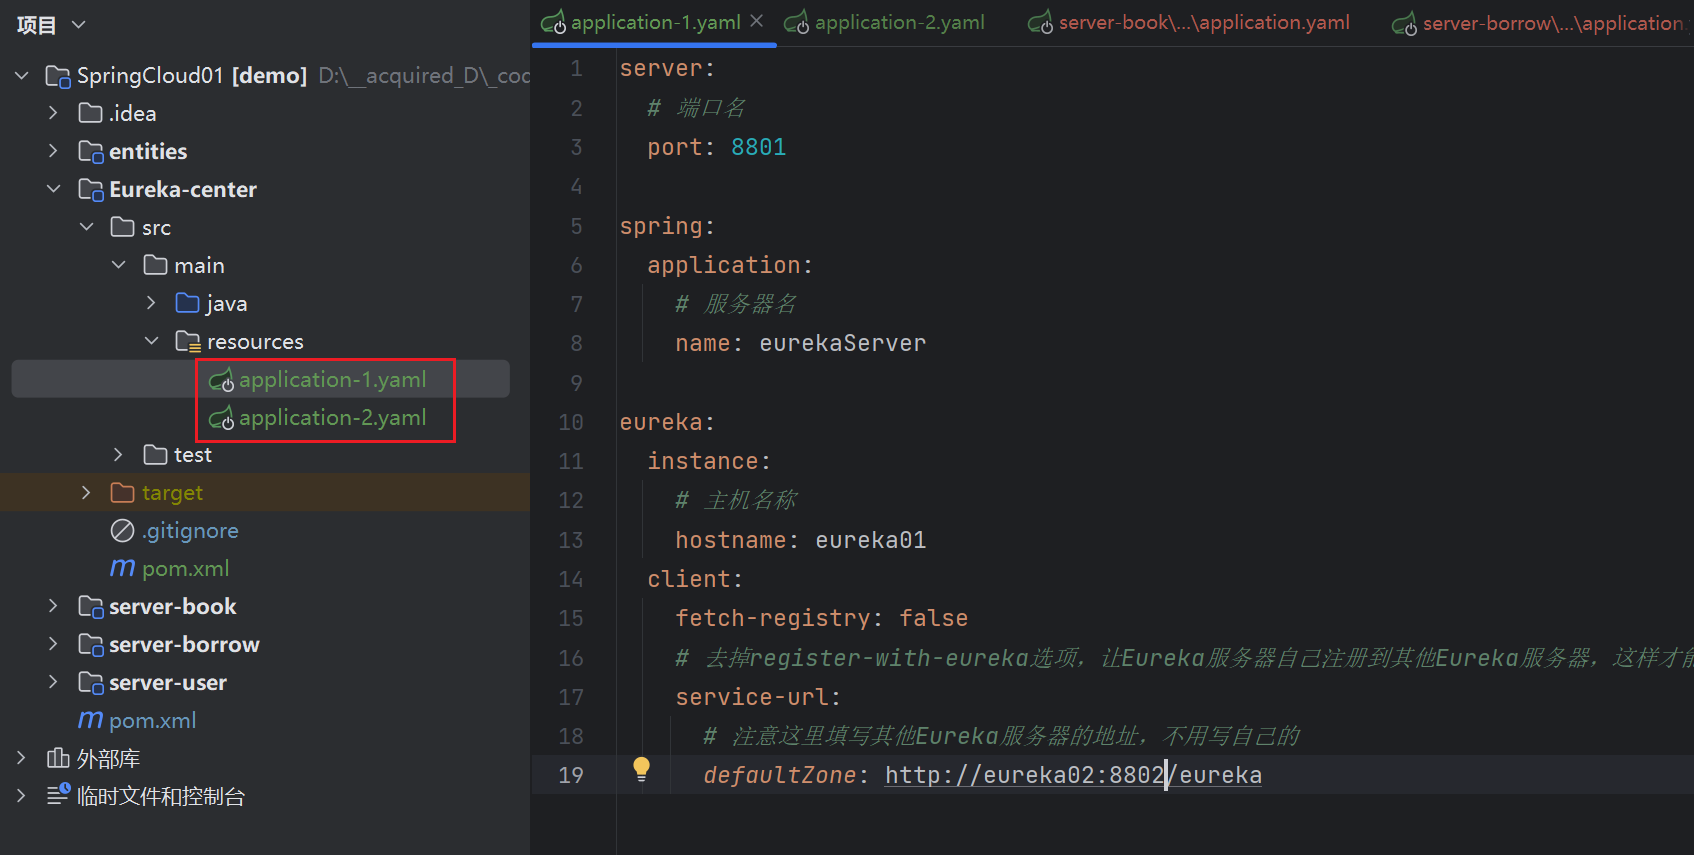 项目
SpringCloud01 [demo] D:\__acquired_D\_cod
.idea
entities
Eureka-center
src
main
java
resources
application-1.yaml
application-2.yaml
test
target
.gitignore
pom.xml
server-book
server-borrow
server-user
pom.xml
外部库
临时文件和控制台
application-1.yaml
application-2.yaml
server-book\...\application.yaml
server-borrow\...\application
1 server:
2 # 端口名
3 port: 8801
4
5 spring:
6 application:
7 # 服务器名
8 name: eurekaServer
9
10 eureka:
11 instance:
12 # 主机名称
13 hostname: eureka01
14 client:
15 fetch-registry: false
16 # 去掉register-with-eureka选项，让Eureka服务器自己注册到其他Eureka服务器，这样才能
17 service-url:
18 # 注意这里填写其他Eureka服务器的地址，不用写自己的
19 defaultZone: http://eureka02:8802/eureka